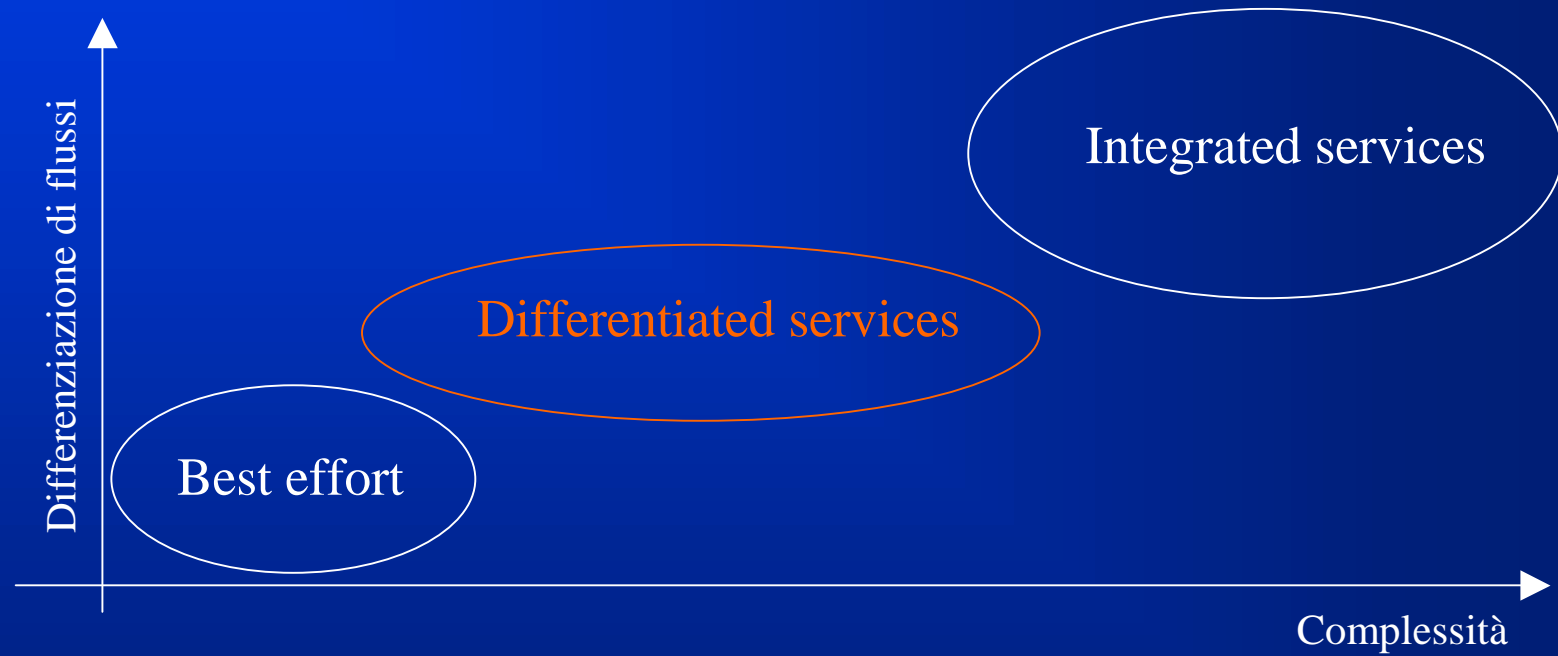 Differenziazione di flussi
Integrated services
Differentiated services
Best effort
Complessità